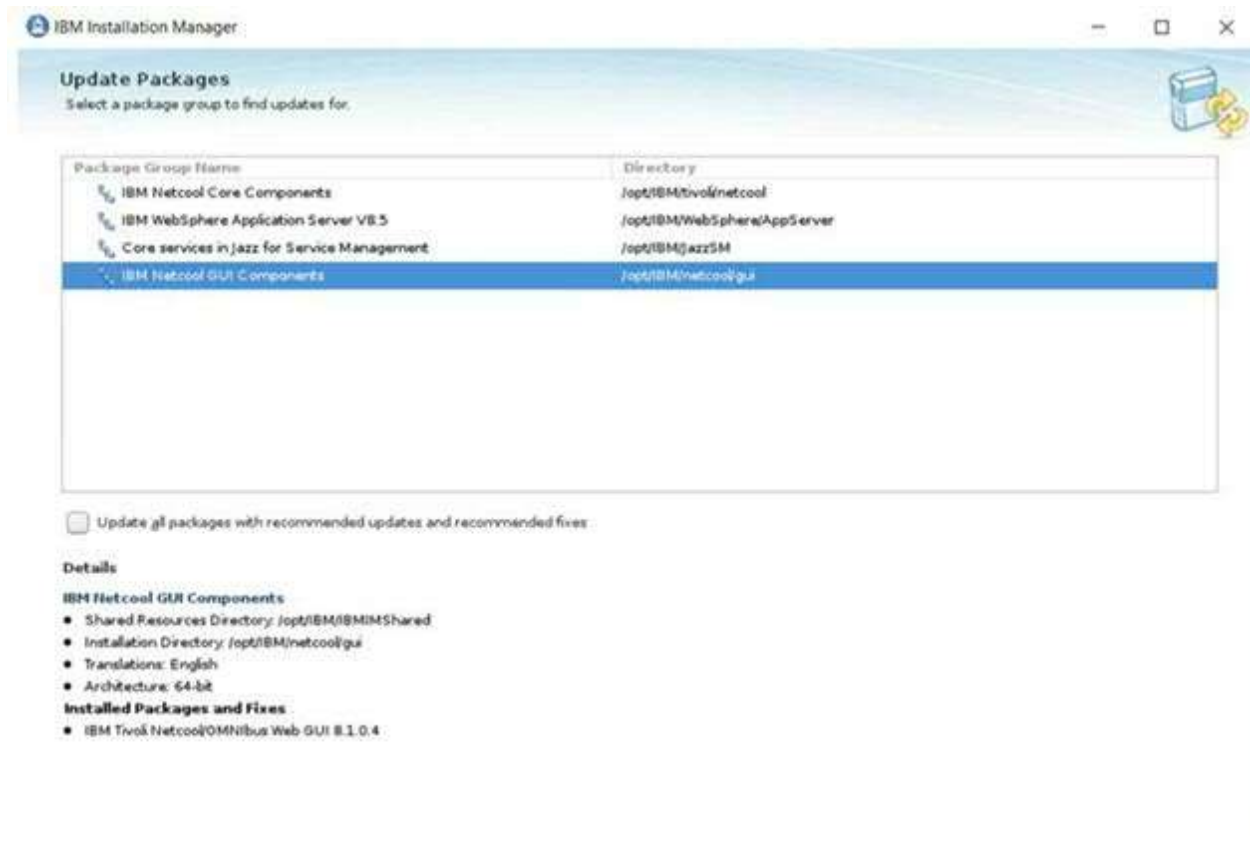 IBM Installation Manager
Update Packages
Select a package group to find updates for.
Package Group Name Directory
IBM Netcool Core Components /opt/IBM/tivoli/netcool
IBM WebSphere Application Server V8.5 /opt/IBM/WebSphere/AppServer
Core services in Jazz for Service Management /opt/IBM/JazzSM
IBM Netcool GUI Components /opt/IBM/netcool/gui
Update all packages with recommended updates and recommended fixes
Details
IBM Netcool GUI Components
• Shared Resources Directory: /opt/IBM/IBMIMShared
• Installation Directory: /opt/IBM/netcool/gui
• Translations: English
• Architecture: 64-bit
Installed Packages and Fixes
• IBM Tivoli Netcool/OMNIbus Web GUI 8.1.0.4